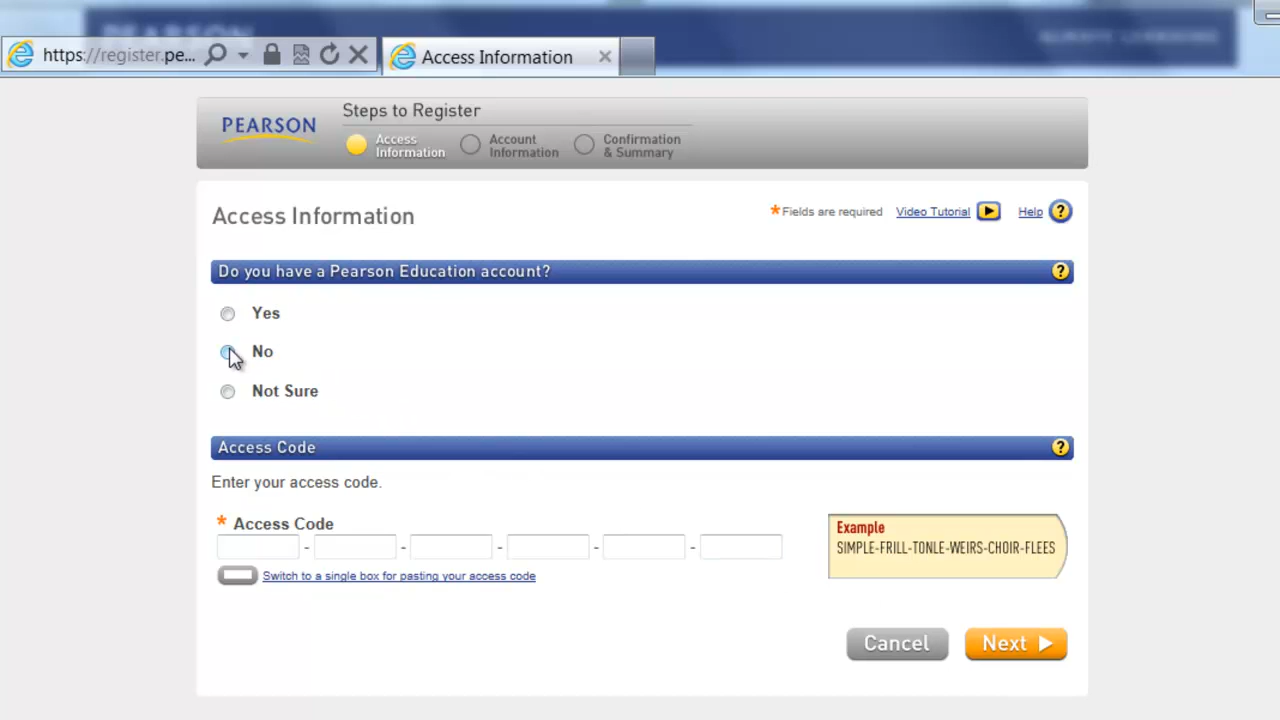 PEARSON
https://register.pe...
Access Information
PEARSON
Steps to Register
Access Information
Account Information
Confirmation & Summary
Access Information
*Fields are required
Video Tutorial
Help
?
Do you have a Pearson Education account?
?
Yes
No
Not Sure
Access Code
?
Enter your access code.
* Access Code
- - - - -
Example
SIMPLE-FRILL-TONLE-WEIRS-CHOIR-FLEES
Switch to a single box for pasting your access code
Cancel
Next